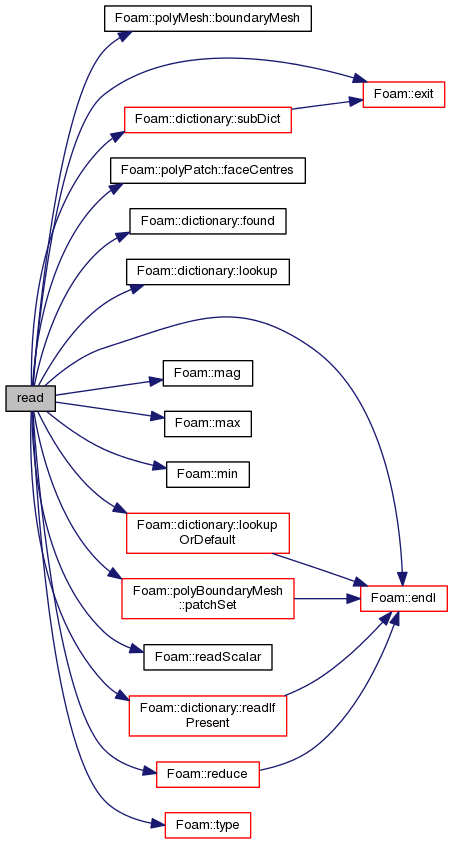 Foam::polyMesh::boundaryMesh
Foam::exit
Foam::dictionary::subDict
Foam::polyPatch::faceCentres
Foam::dictionary::found
Foam::dictionary::lookup
Foam::mag
read
Foam::max
Foam::min
Foam::dictionary::lookup
OrDefault
Foam::polyBoundaryMesh
::patchSet
Foam::endl
Foam::readScalar
Foam::dictionary::readIf
Present
Foam::reduce
Foam::type